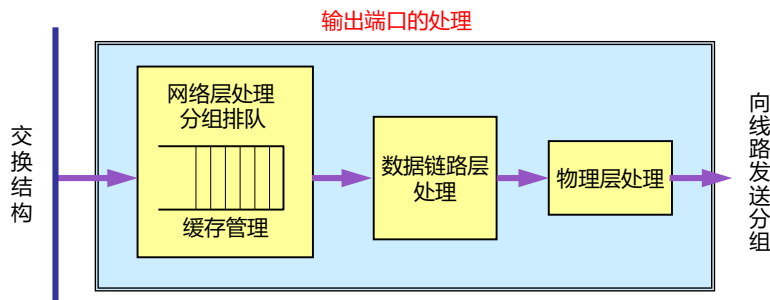 输出端口的处理
交换结构
网络层处理
分组排队
缓存管理
数据链路层
处理
物理层处理
向线路发送分组